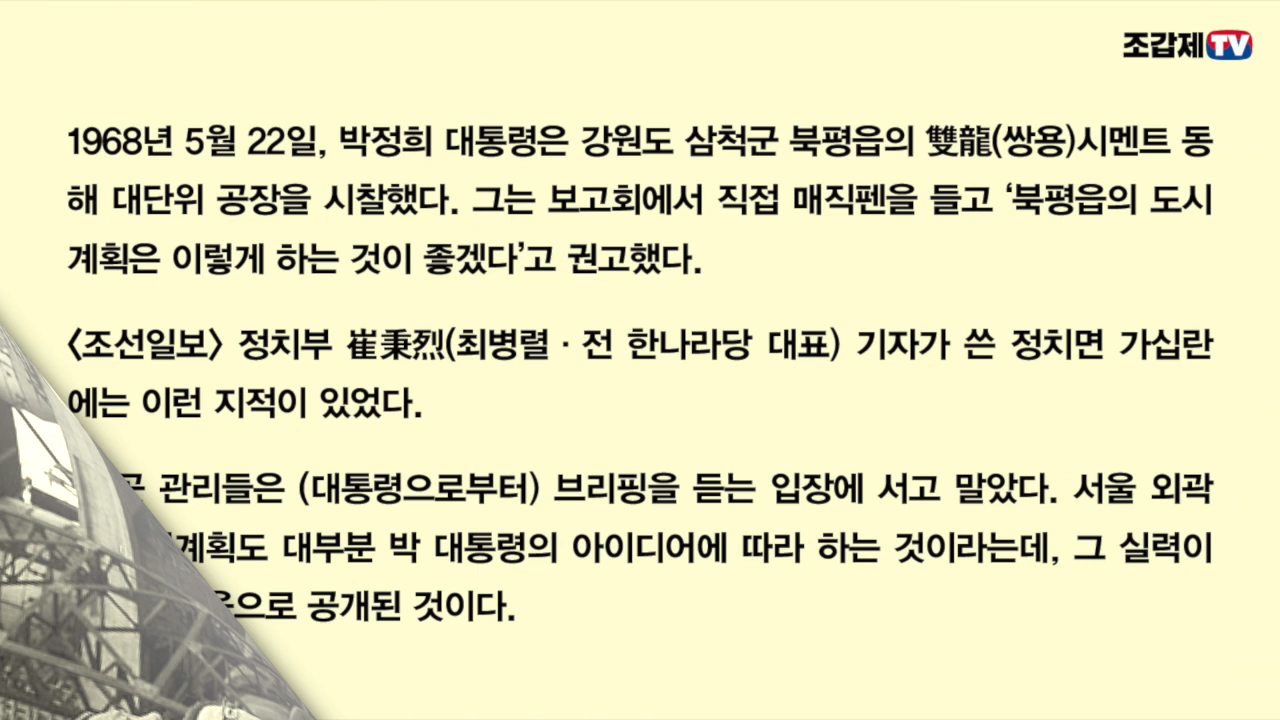 조갑제TV
1968년 5월 22일, 박정희 대통령은 강원도 삼척군 북평읍의 雙龍(쌍용)시멘트 동
해 대단위 공장을 시찰했다. 그는 보고회에서 직접 매직펜을 들고 ‘북평읍의 도시
계획은 이렇게 하는 것이 좋겠다’고 권고했다.
〈조선일보〉 정치부 崔秉烈(최병렬·전 한나라당 대표) 기자가 쓴 정치면 가십란
에는 이런 지적이 있었다.
관리들은 (대통령으로부터) 브리핑을 듣는 입장에 서고 말았다. 서울 외곽
계획도 대부분 박 대통령의 아이디어에 따라 하는 것이라는데, 그 실력이
으로 공개된 것이다.